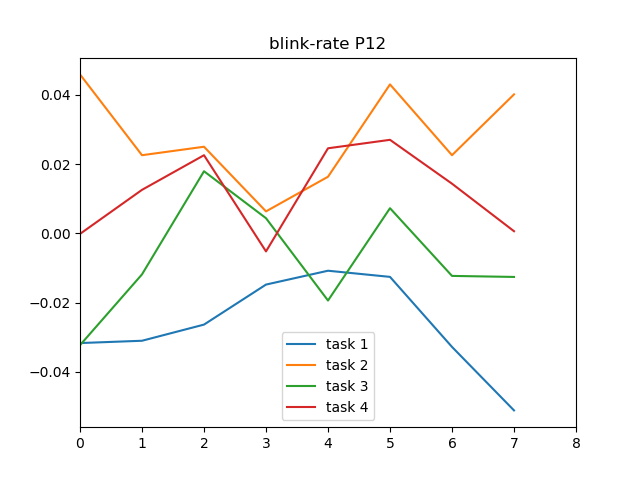 blink-rate P12
0.04
0.02
0.00
−0.02
−0.04
task 1
task 2
task 3
task 4
0 1 2 3 4 5 6 7 8